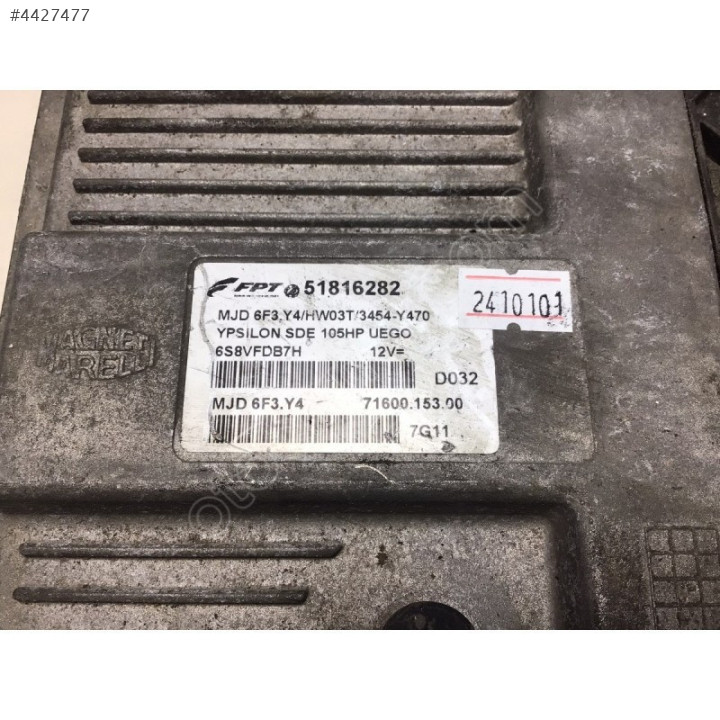 #4427477
FPT 51816282
MJD 6F3.Y4/HW03T/3454-Y470
YPSILON SDE 105HP UEGO
6S8VFDB7H 12V=
D032
MJD 6F3.Y4 71600.153.00
7G11
2410101
MAGNETI
MARELLI